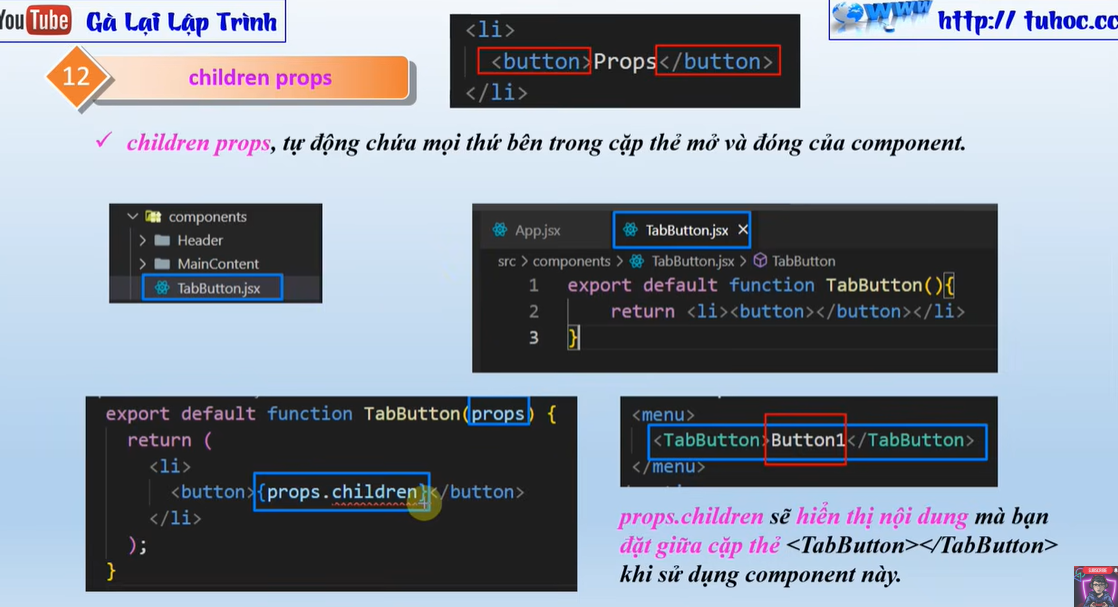 You Tube Gà Lại Lập Trình
www http:// tuhoc.cc
12 children props
<li>
<button>Props</button>
</li>
✓ children props, tự động chứa mọi thứ bên trong cặp thẻ mở và đóng của component.
components
Header
MainContent
TabButton.jsx
App.jsx TabButton.jsx ×
src > components > TabButton.jsx > TabButton
1 export default function TabButton(){
2 return <li><button></button></li>
3 }
export default function TabButton(props) {
return (
<li>
<button>{props.children}</button>
</li>
);
}
<menu>
<TabButton>Button1</TabButton>
</menu>
props.children sẽ hiển thị nội dung mà bạn
đặt giữa cặp thẻ <TabButton></TabButton>
khi sử dụng component này.
SUBSCRIBE